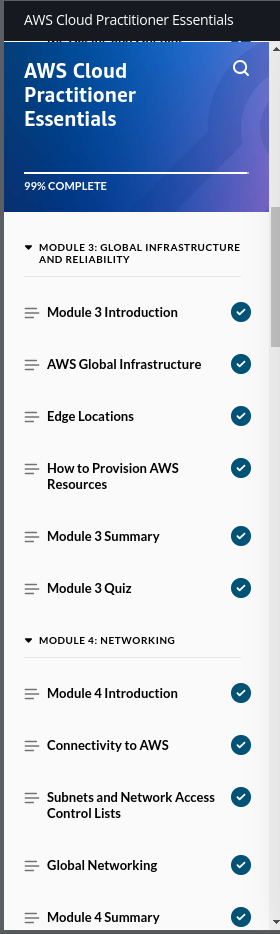 AWS Cloud Practitioner Essentials
AWS Cloud
Practitioner
Essentials
99% COMPLETE
MODULE 3: GLOBAL INFRASTRUCTURE
AND RELIABILITY
Module 3 Introduction
AWS Global Infrastructure
Edge Locations
How to Provision AWS
Resources
Module 3 Summary
Module 3 Quiz
MODULE 4: NETWORKING
Module 4 Introduction
Connectivity to AWS
Subnets and Network Access
Control Lists
Global Networking
Module 4 Summary